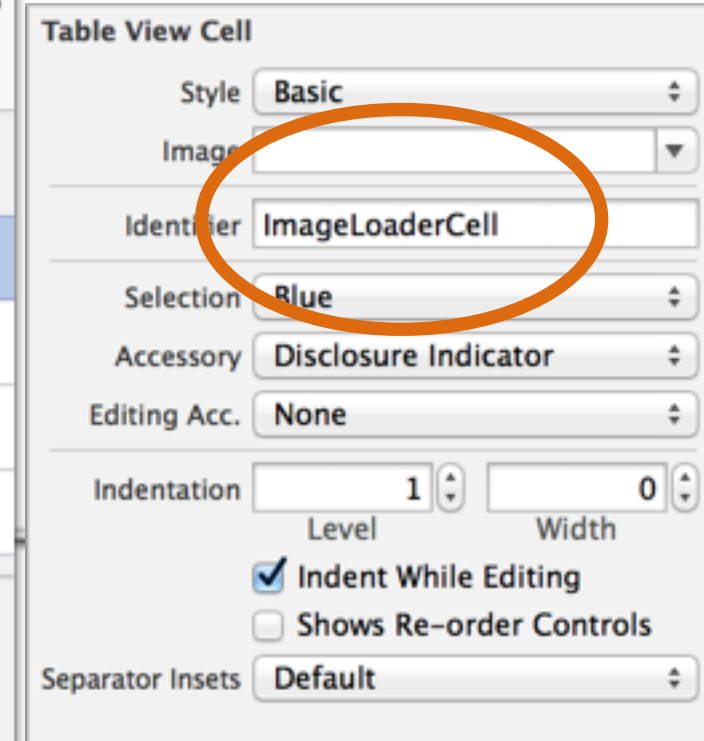 Table View Cell
Style Basic
Image
Identifier ImageLoaderCell
Selection Blue
Accessory Disclosure Indicator
Editing Acc. None
Indentation 1 0
Level Width
Indent While Editing
Shows Re-order Controls
Separator Insets Default